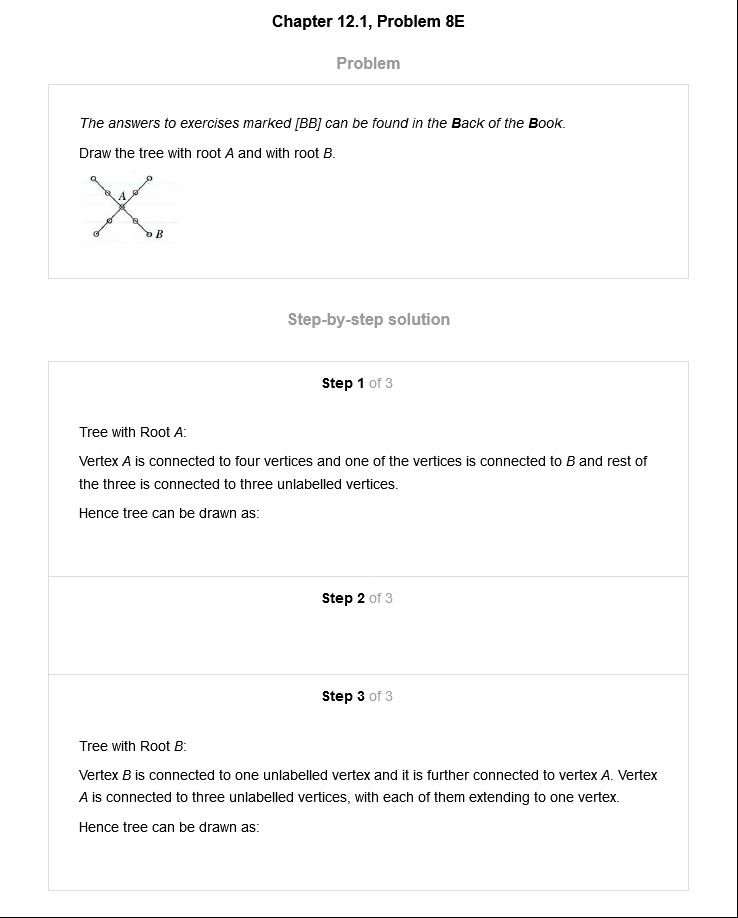 Chapter 12.1, Problem 8E
Problem
The answers to exercises marked [BB] can be found in the Back of the Book.
Draw the tree with root A and with root B.
A
B
Step-by-step solution
Step 1 of 3
Tree with Root A:
Vertex A is connected to four vertices and one of the vertices is connected to B and rest of
the three is connected to three unlabelled vertices.
Hence tree can be drawn as:
Step 2 of 3
Step 3 of 3
Tree with Root B:
Vertex B is connected to one unlabelled vertex and it is further connected to vertex A. Vertex
A is connected to three unlabelled vertices, with each of them extending to one vertex.
Hence tree can be drawn as: